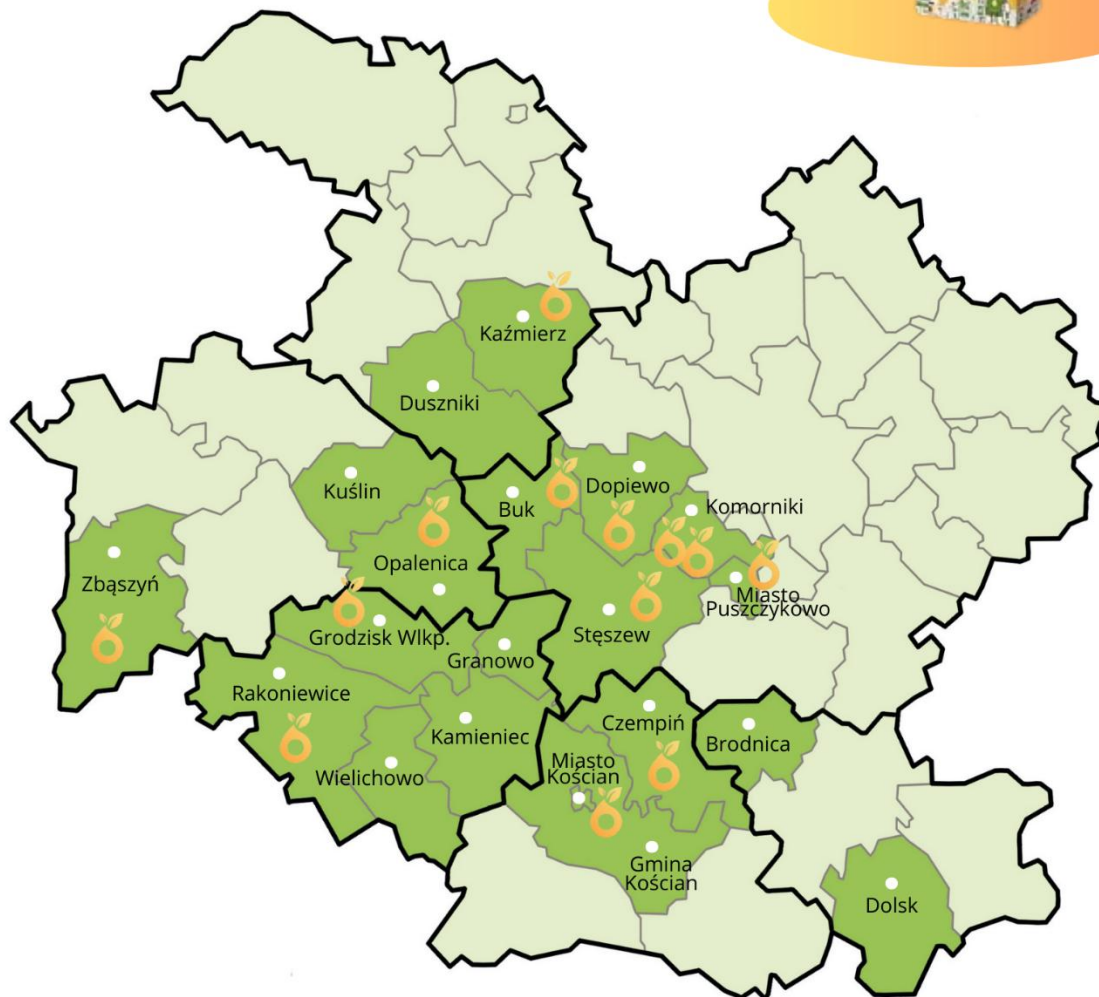 Kaźmierz
Duszniki
Kuślin
Buk
Dopiewo
Komorniki
Opalenica
Zbąszyń
Miasto
Puszczykowo
Stęszew
Grodzisk Wlkp.
Granowo
Rakoniewice
Czempiń
Kamieniec
Brodnica
Miasto
Kościan
Wielichowo
Gmina
Kościan
Dolsk